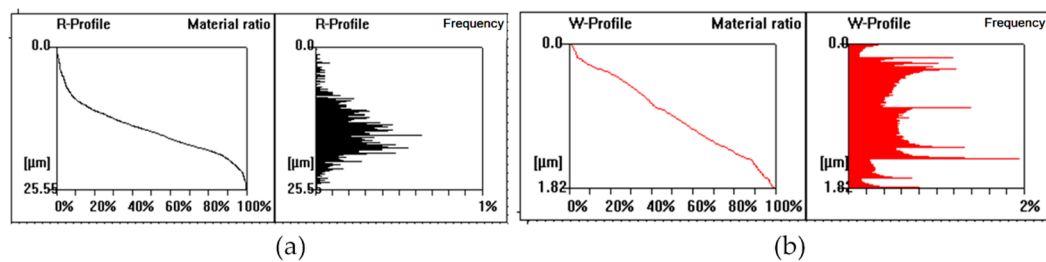 R-Profile Material ratio
0.0
[µm]
25.55
0% 20% 40% 60% 80% 100%
R-Profile Frequency
0.0
[µm]
25.55
1%
(a)
W-Profile Material ratio
0.0
[µm]
1.82
0% 20% 40% 60% 80% 100%
W-Profile Frequency
0.0
[µm]
1.82
2%
(b)